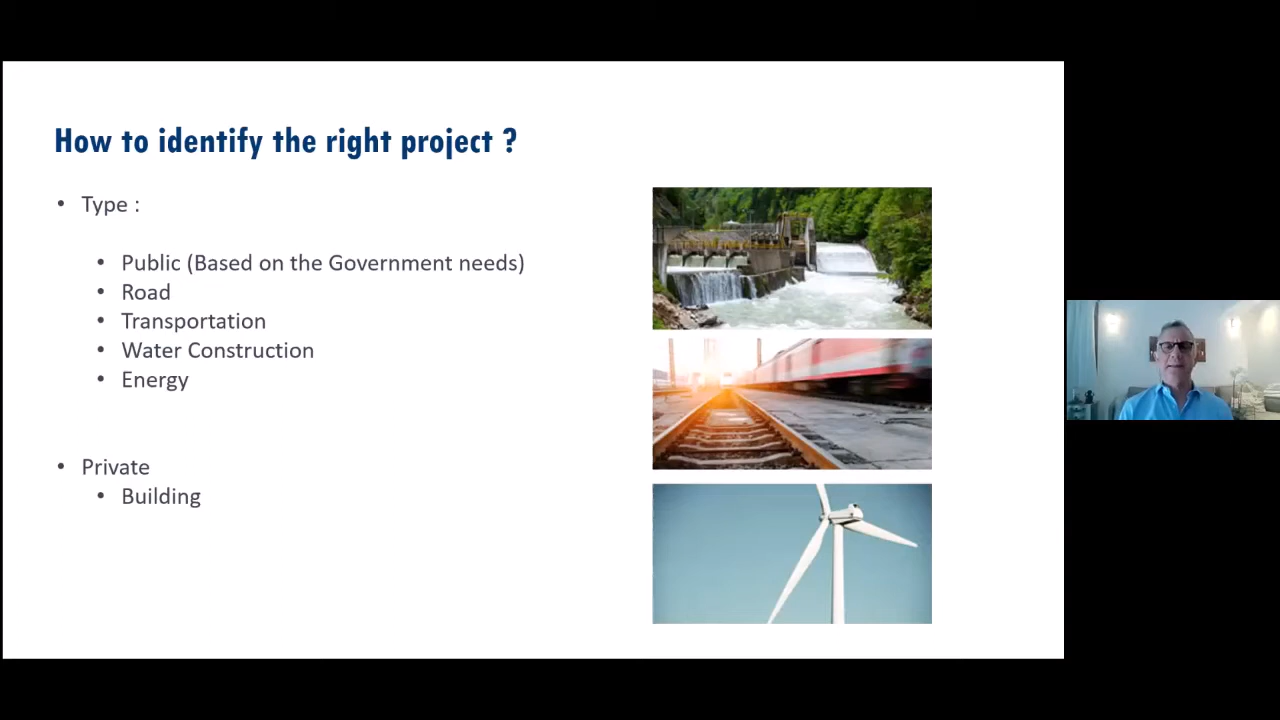 How to identify the right project ?
• Type :
• Public (Based on the Government needs)
• Road
• Transportation
• Water Construction
• Energy
• Private
• Building